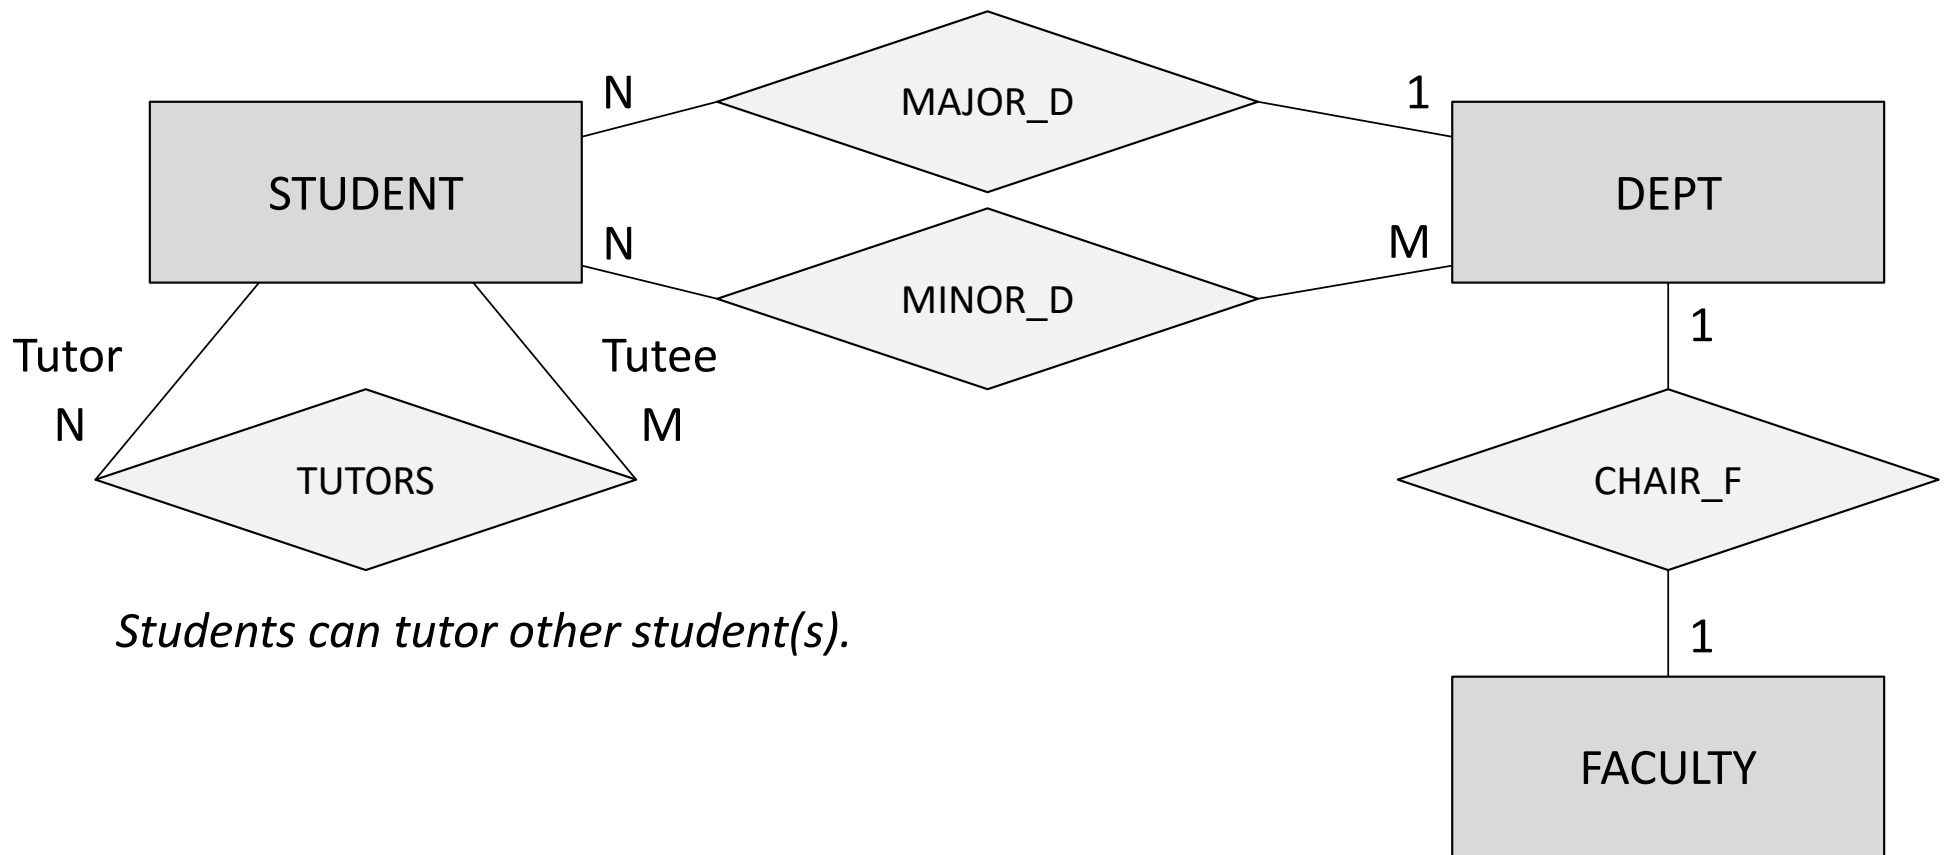 N
MAJOR_D
1
STUDENT
DEPT
N
MINOR_D
M
Tutor
Tutee
1
N
M
TUTORS
CHAIR_F
Students can tutor other student(s).
1
FACULTY